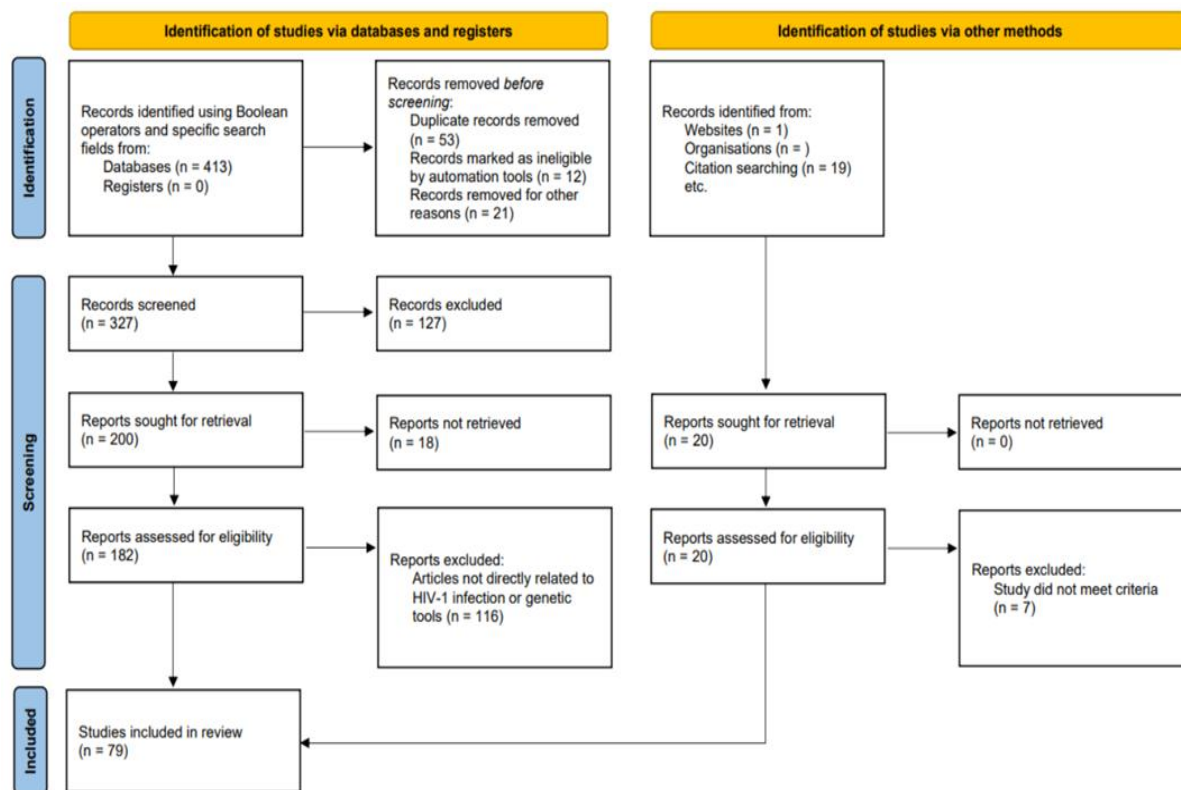 Identification of studies via databases and registers
Identification of studies via other methods
Identification
Records identified using Boolean
operators and specific search
fields from:
Databases (n = 413)
Registers (n = 0)
Records removed before
screening:
Duplicate records removed
(n = 53)
Records marked as ineligible
by automation tools (n = 12)
Records removed for other
reasons (n = 21)
Records identified from:
Websites (n = 1)
Organisations (n = )
Citation searching (n = 19)
etc.
Screening
Records screened
(n = 327)
Records excluded
(n = 127)
Reports sought for retrieval
(n = 200)
Reports not retrieved
(n = 18)
Reports sought for retrieval
(n = 20)
Reports not retrieved
(n = 0)
Reports assessed for eligibility
(n = 182)
Reports excluded:
Articles not directly related to
HIV-1 infection or genetic
tools (n = 116)
Reports assessed for eligibility
(n = 20)
Reports excluded:
Study did not meet criteria
(n = 7)
Included
Studies included in review
(n = 79)